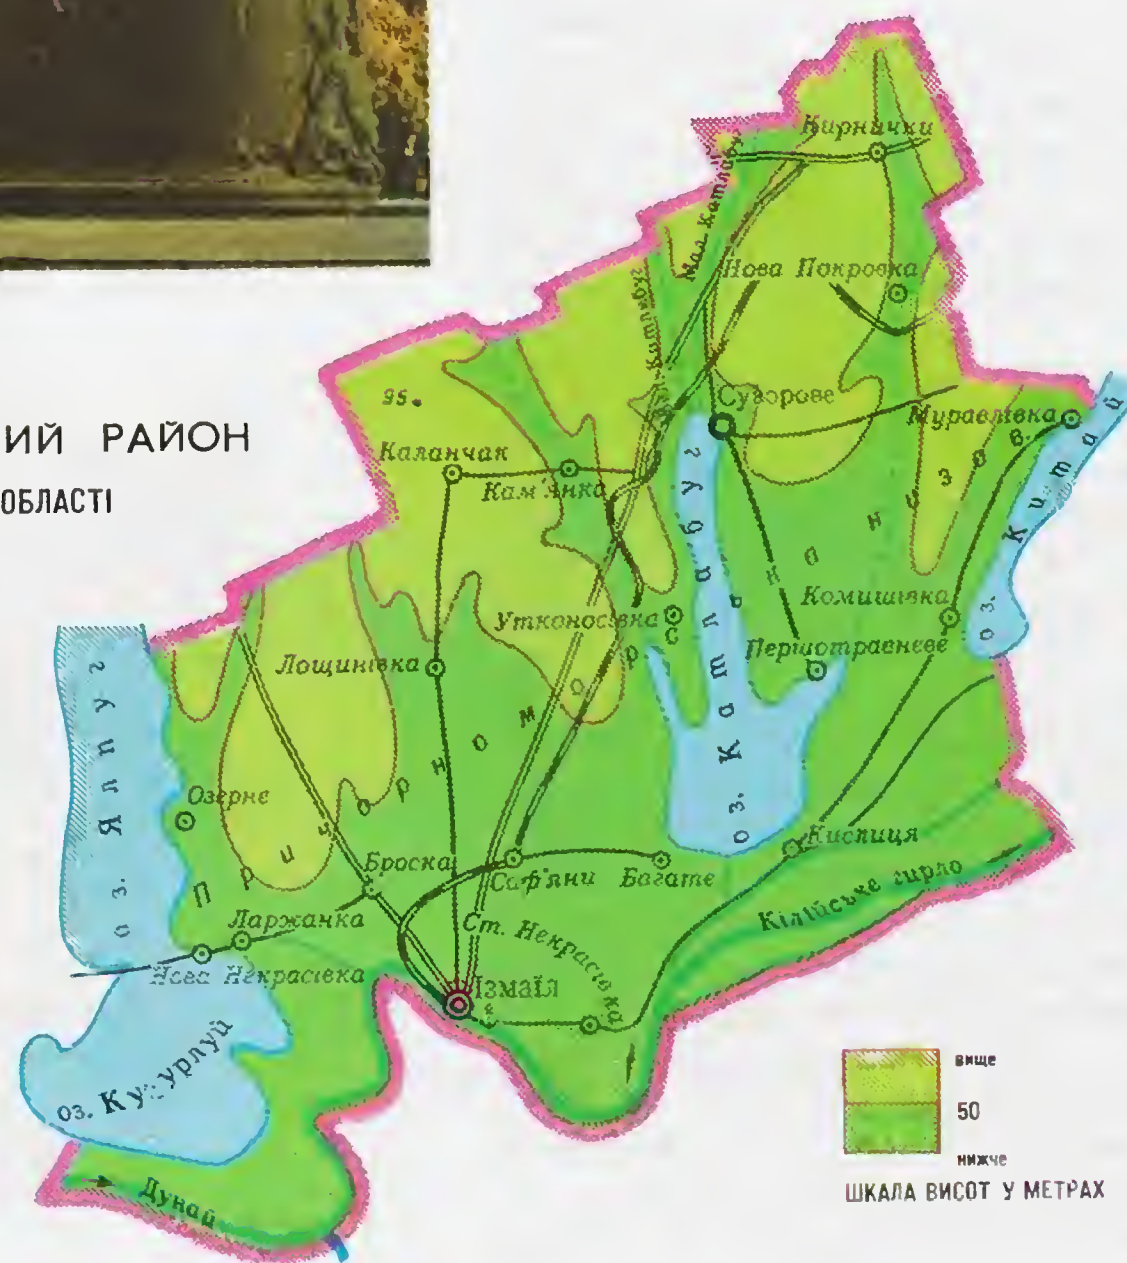 ИЙ РАЙОН
ОБЛАСТІ
Кирнички
Мал. Катлабух
Нова Покровка
95
Суворове
Муравлівка
Каланчак
Кам'янка
оз. Китай
оз. Катлабуг
Комишівка
Утконосівка
Першотравневе
Лощинівка
Причорноморська низов.
оз. Ялпуг
Озерне
Кислиця
Броска
Саф'яни
Багате
Кілійське гирло
Ларжанка
Ст. Некрасівка
Нова Некрасівка
Ізмаїл
оз. Кугурлуй
Дунай
вище
50
нижче
ШКАЛА ВИСОТ У МЕТРАХ